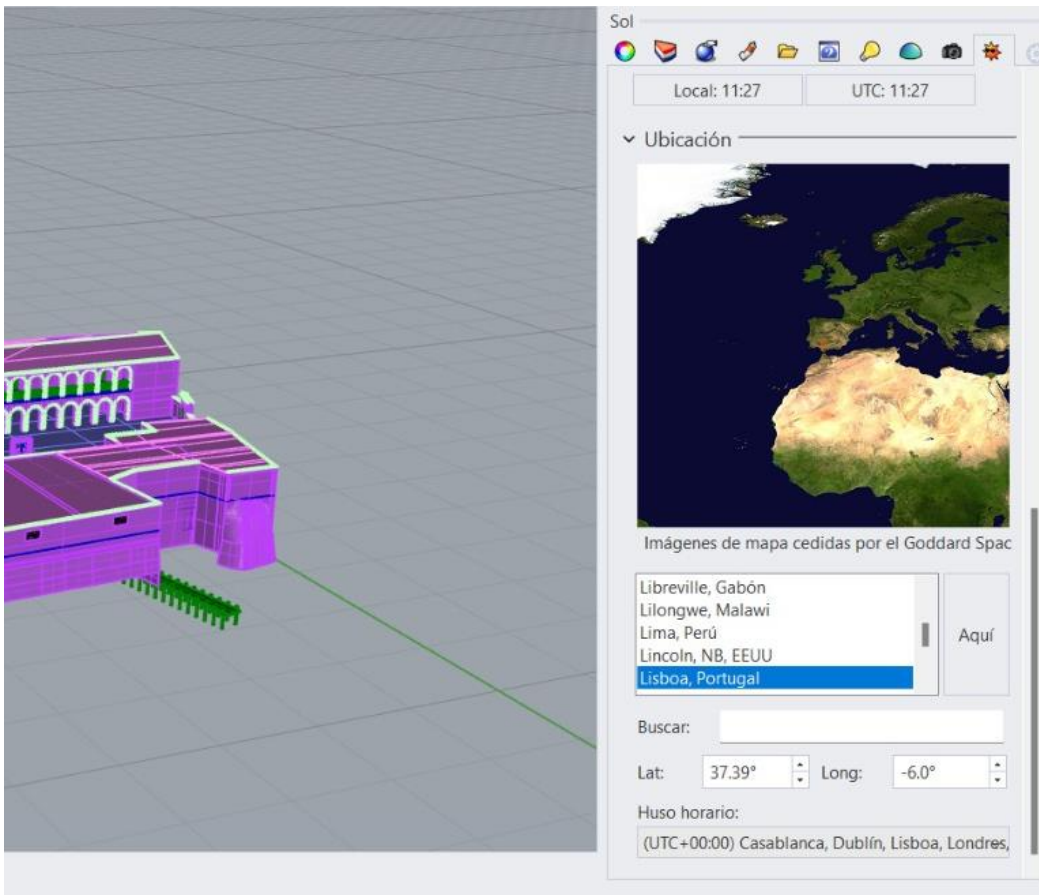 Sol
Local: 11:27 UTC: 11:27
Ubicación
Imágenes de mapa cedidas por el Goddard Spac
Libreville, Gabón
Lilongwe, Malawi
Lima, Perú
Lincoln, NB, EEUU
Lisboa, Portugal
Aquí
Buscar:
Lat: 37.39° Long: -6.0°
Huso horario:
(UTC+00:00) Casablanca, Dublín, Lisboa, Londres,